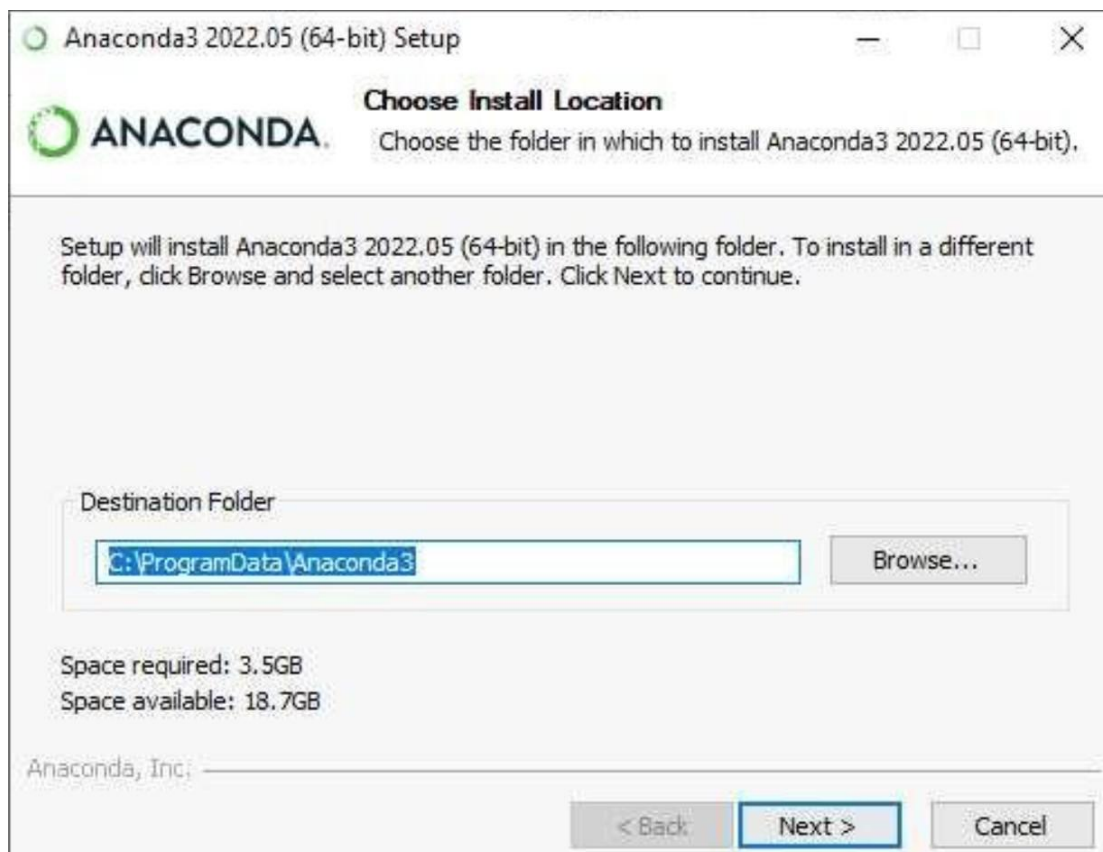 Anaconda3 2022.05 (64-bit) Setup
ANACONDA.
Choose Install Location
Choose the folder in which to install Anaconda3 2022.05 (64-bit).
Setup will install Anaconda3 2022.05 (64-bit) in the following folder. To install in a different
folder, click Browse and select another folder. Click Next to continue.
Destination Folder
C:\ProgramData\Anaconda3
Browse...
Space required: 3.5GB
Space available: 18.7GB
Anaconda, Inc.
< Back
Next >
Cancel